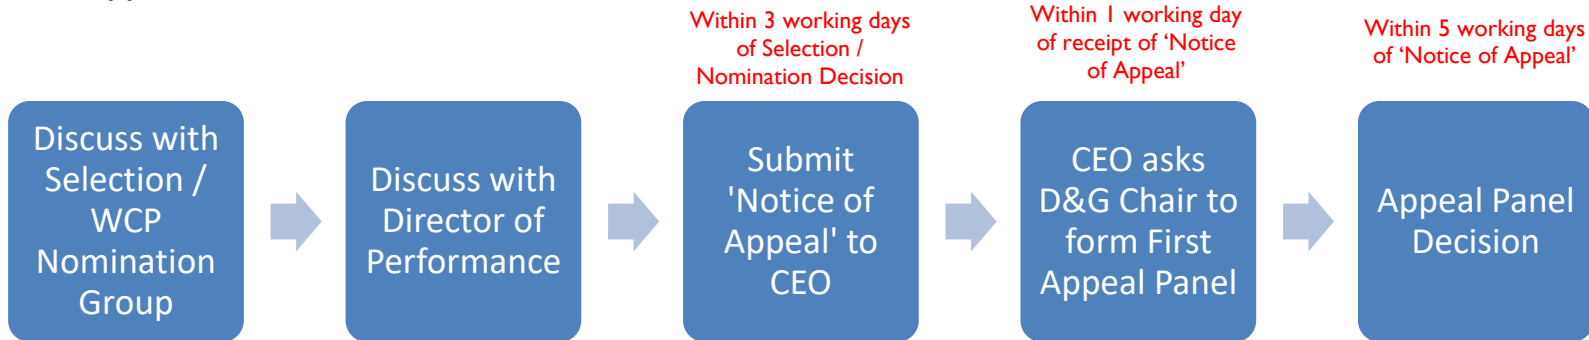 Within 3 working days
of Selection /
Nomination Decision
Within 1 working day
of receipt of ‘Notice
of Appeal’
Within 5 working days
of ‘Notice of Appeal’
Discuss with
Selection /
WCP
Nomination
Group
Discuss with
Director of
Performance
Submit
'Notice of
Appeal' to
CEO
CEO asks
D&G Chair to
form First
Appeal Panel
Appeal Panel
Decision